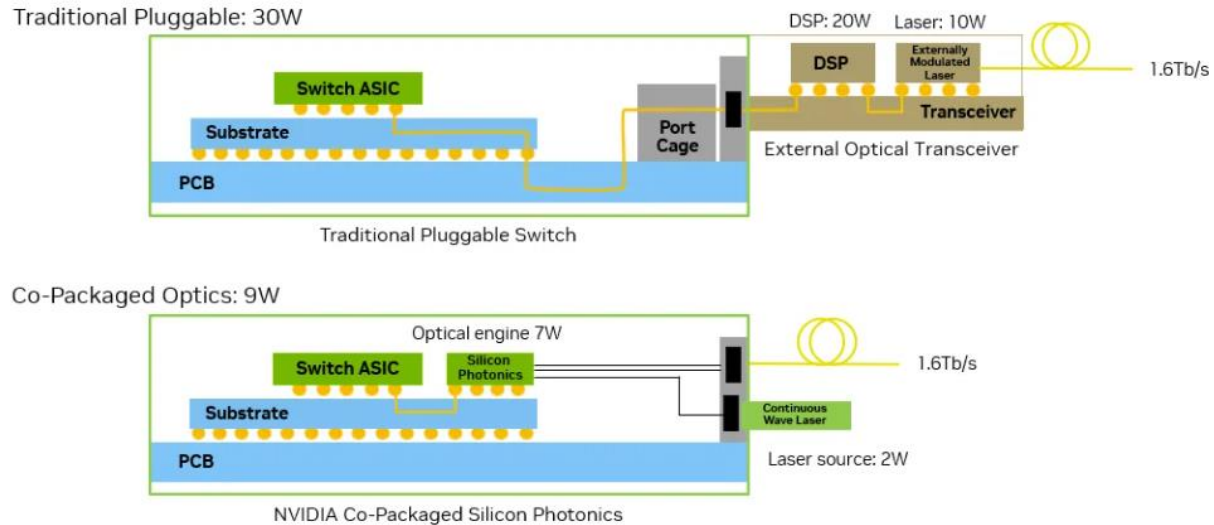 Traditional Pluggable: 30W
DSP: 20W
Laser: 10W
Switch ASIC
Substrate
PCB
Port
Cage
DSP
Externally
Modulated
Laser
Transceiver
1.6Tb/s
External Optical Transceiver
Traditional Pluggable Switch
Co-Packaged Optics: 9W
Optical engine 7W
Switch ASIC
Silicon
Photonics
Substrate
PCB
1.6Tb/s
Continuous
Wave Laser
Laser source: 2W
NVIDIA Co-Packaged Silicon Photonics